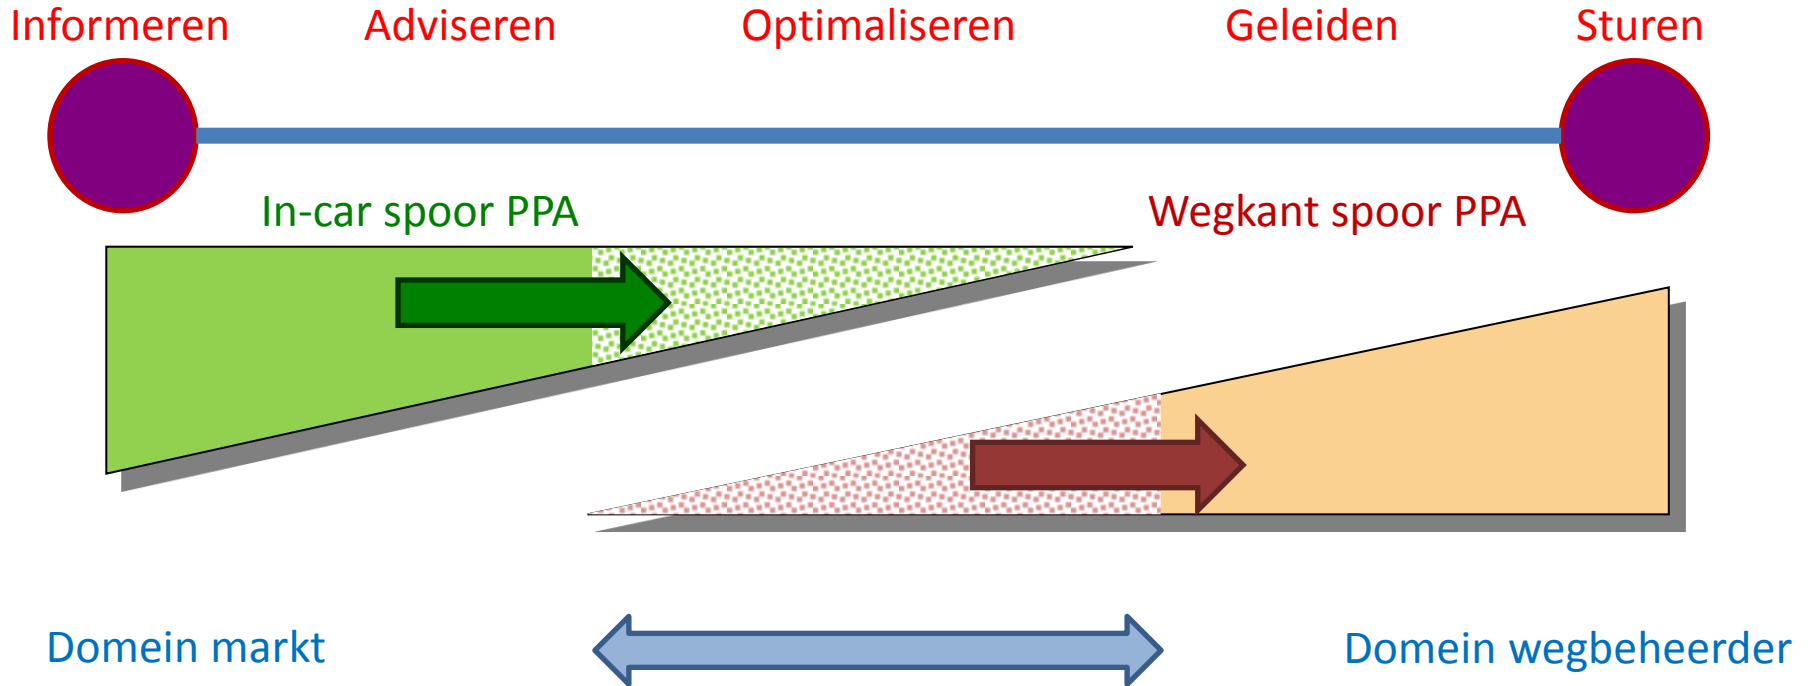 Informeren Adviseren Optimaliseren Geleiden Sturen
In-car spoor PPA Wegkant spoor PPA
Domein markt Domein wegbeheerder